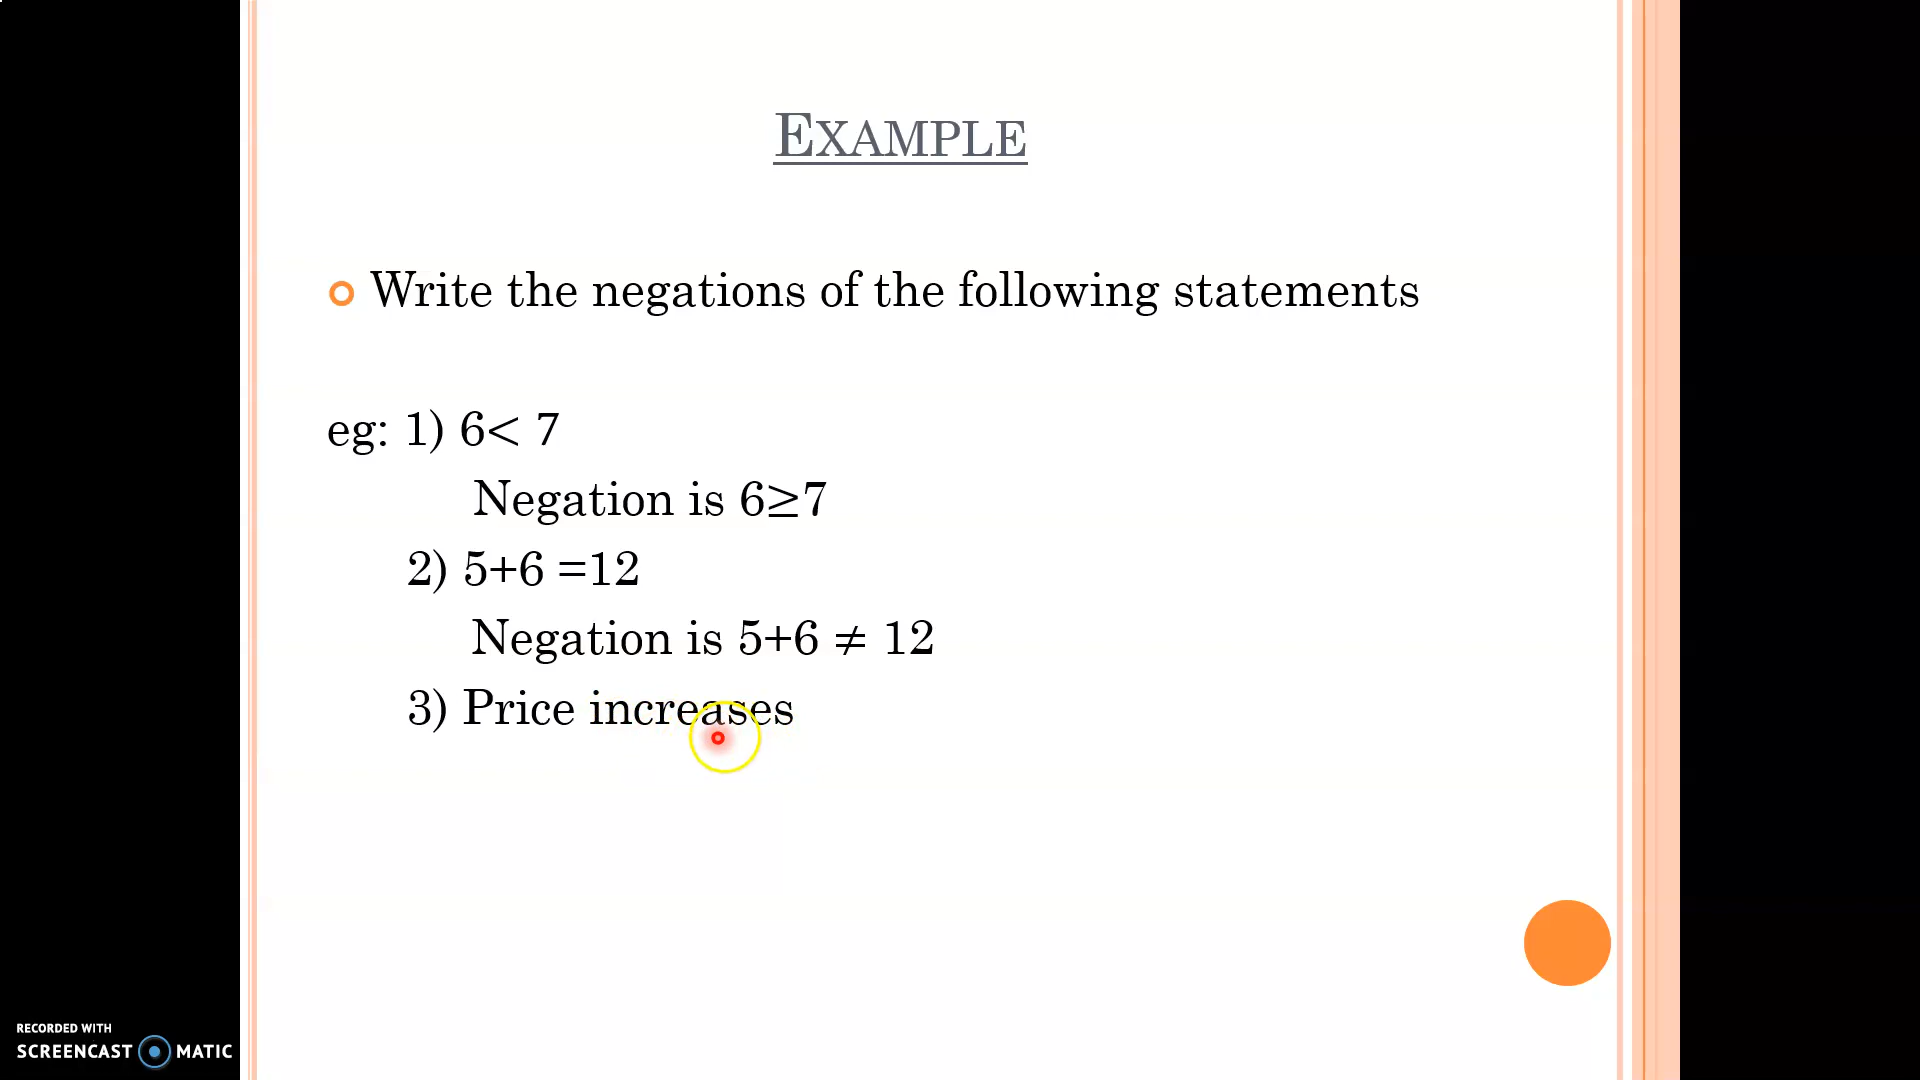 EXAMPLE
Write the negations of the following statements
eg: 1) 6< 7
Negation is 6≥7
2) 5+6 =12
Negation is 5+6 ≠ 12
3) Price increases
RECORDED WITH
SCREENCAST MATIC